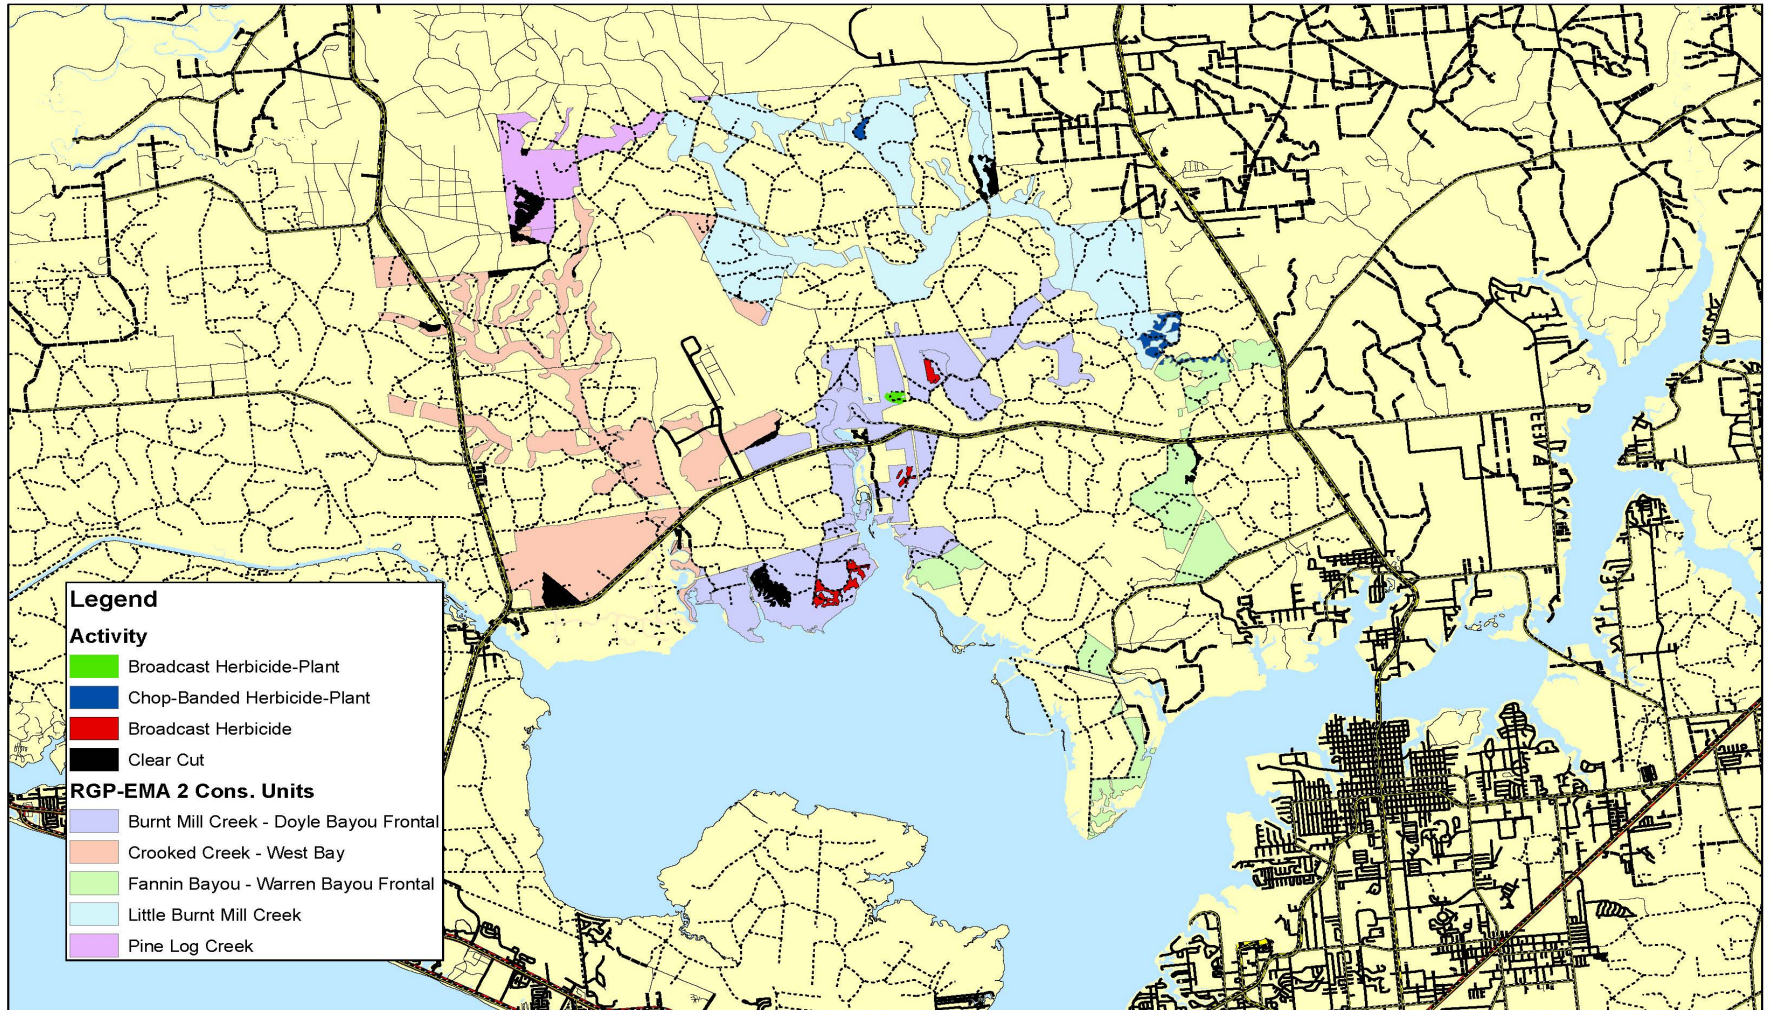 Legend
Activity
Broadcast Herbicide-Plant
Chop-Banded Herbicide-Plant
Broadcast Herbicide
Clear Cut
RGP-EMA 2 Cons. Units
Burnt Mill Creek - Doyle Bayou Frontal
Crooked Creek - West Bay
Fannin Bayou - Warren Bayou Frontal
Little Burnt Mill Creek
Pine Log Creek